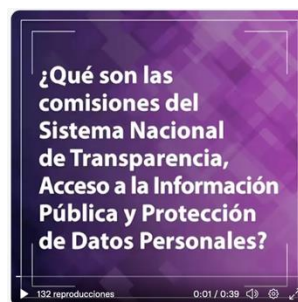 ¿Qué son las
comisiones del
Sistema Nacional
de Transparencia,
Acceso a la Información
Pública y Protección
de Datos Personales?
132 reproducciones
0:01 / 0:39